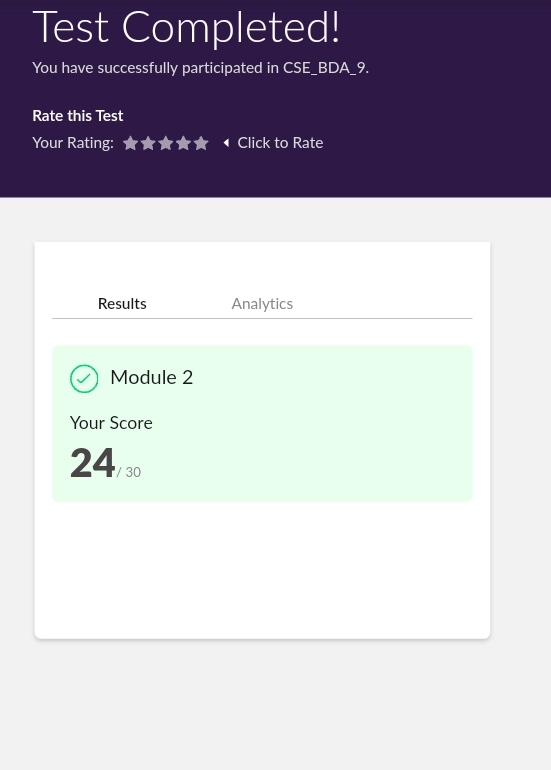 Test Completed!
You have successfully participated in CSE_BDA_9.
Rate this Test
Your Rating: Click to Rate
Results Analytics
Module 2
Your Score
24 / 30